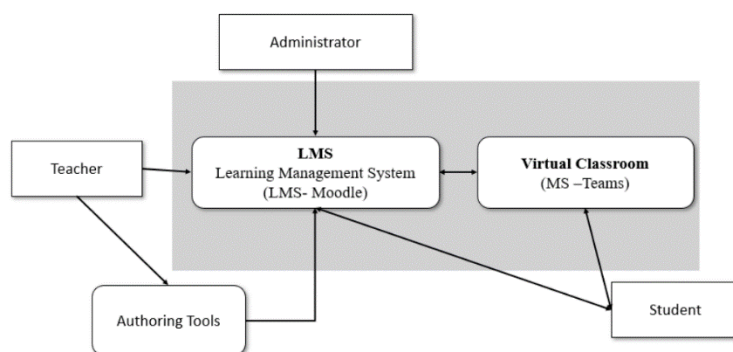 Administrator
Teacher
LMS
Learning Management System
(LMS- Moodle)
Virtual Classroom
(MS –Teams)
Authoring Tools
Student